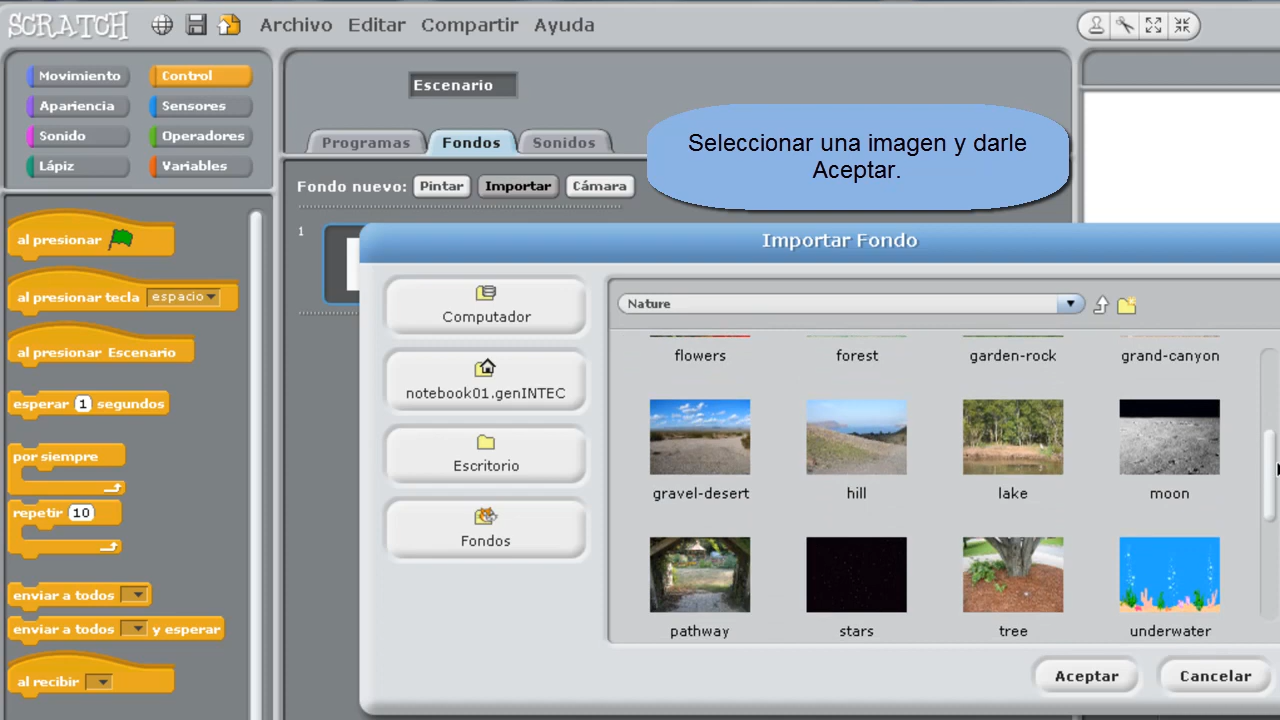 SCRATCH Archivo Editar Compartir Ayuda
Movimiento Control
Apariencia Sensores
Sonido Operadores
Lápiz Variables
Escenario
Programas Fondos Sonidos
Seleccionar una imagen y darle
Aceptar.
Fondo nuevo: Pintar Importar Cámara
1
al presionar
al presionar tecla espacio
al presionar Escenario
esperar 1 segundos
por siempre
repetir 10
enviar a todos
enviar a todos y esperar
al recibir
Importar Fondo
Computador
notebook01.genINTEC
Escritorio
Fondos
Nature
flowers forest garden-rock grand-canyon
gravel-desert hill lake moon
pathway stars tree underwater
Aceptar Cancelar